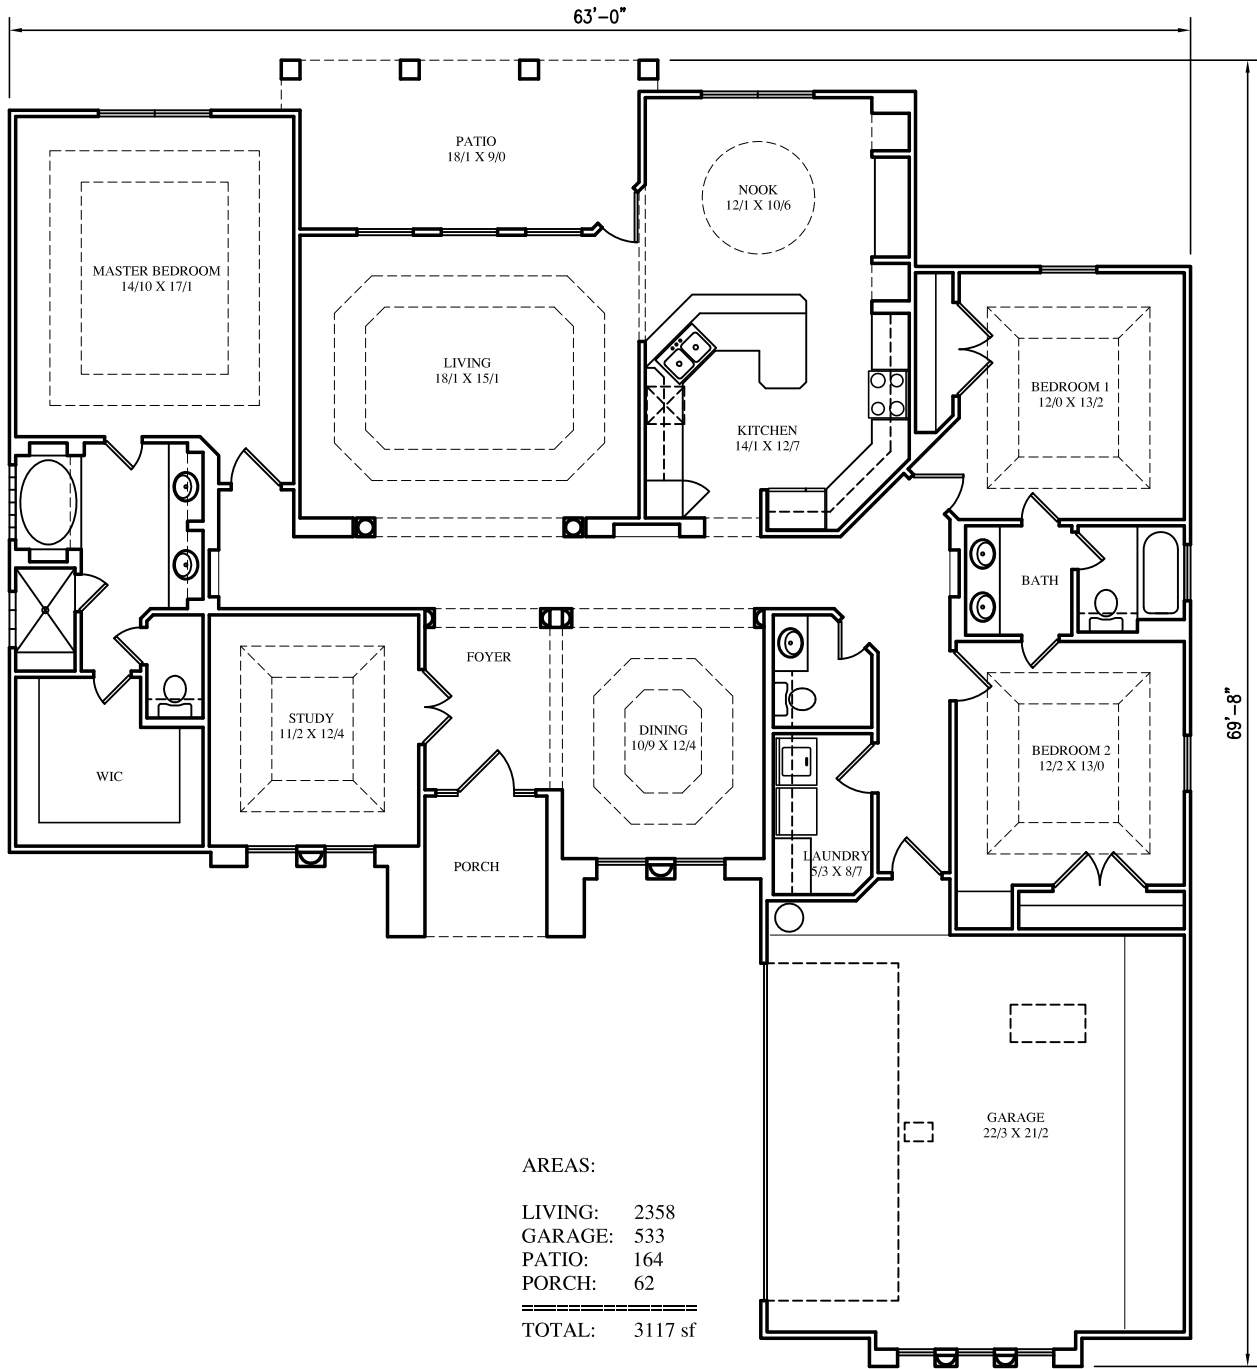 63'-0"
PATIO
18/1 X 9/0
NOOK
12/1 X 10/6
MASTER BEDROOM
14/10 X 17/1
LIVING
18/1 X 15/1
BEDROOM 1
12/0 X 13/2
KITCHEN
14/1 X 12/7
BATH
FOYER
69'-8"
STUDY
11/2 X 12/4
DINING
10/9 X 12/4
BEDROOM 2
12/2 X 13/0
WIC
PORCH
LAUNDRY
5/3 X 8/7
GARAGE
22/3 X 21/2
AREAS:
LIVING: 2358
GARAGE: 533
PATIO: 164
PORCH: 62
===============
TOTAL: 3117 sf